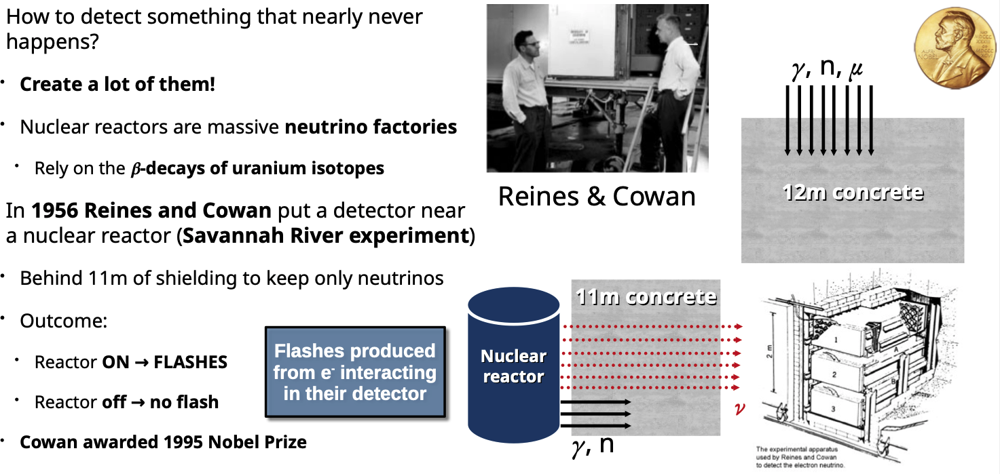 How to detect something that nearly never
happens?
• Create a lot of them!
• Nuclear reactors are massive neutrino factories
• Rely on the β-decays of uranium isotopes
In 1956 Reines and Cowan put a detector near
a nuclear reactor (Savannah River experiment)
• Behind 11m of shielding to keep only neutrinos
• Outcome:
• Reactor ON → FLASHES
• Reactor off → no flash
• Cowan awarded 1995 Nobel Prize
Flashes produced
from e⁻ interacting
in their detector
Reines & Cowan
γ, n, μ
12m concrete
Nuclear
reactor
11m concrete
ν
γ, n
2 m
1
A
2
B
3
The experimental apparatus
used by Reines and Cowan
to detect the electron neutrino.